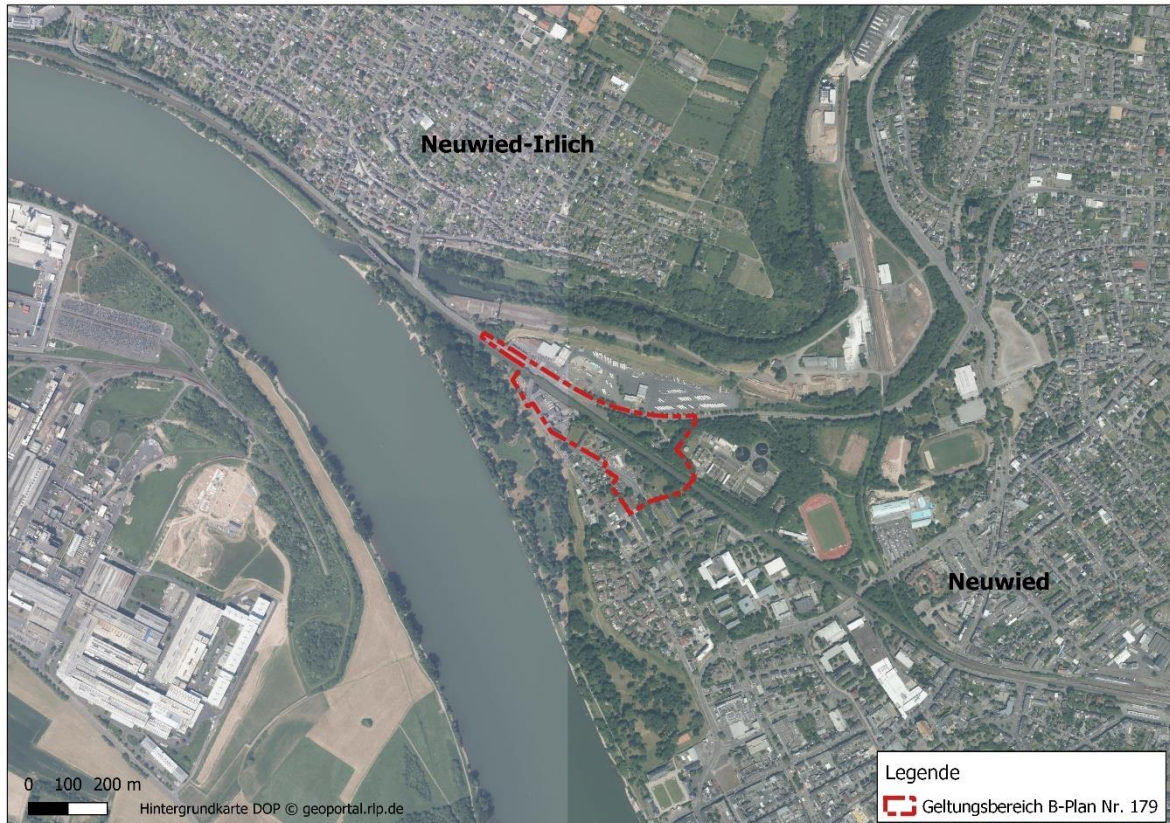 Neuwied-Irlich
Neuwied
0 100 200 m
Hintergrundkarte DOP © geoportal.rlp.de
Legende
Geltungsbereich B-Plan Nr. 179